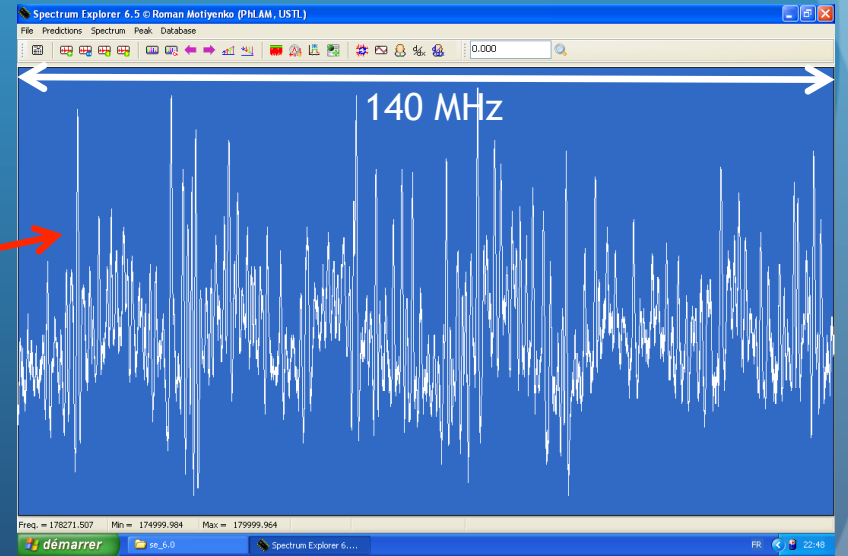 Spectrum Explorer 6.5 © Roman Motiyenko (PhLAM, USTL)
File Predictions Spectrum Peak Database
0.000
140 MHz
Freq. = 178271.507 Min = 174999.984 Max = 179999.964
démarrer se_6.0 Spectrum Explorer 6.... FR 22:48